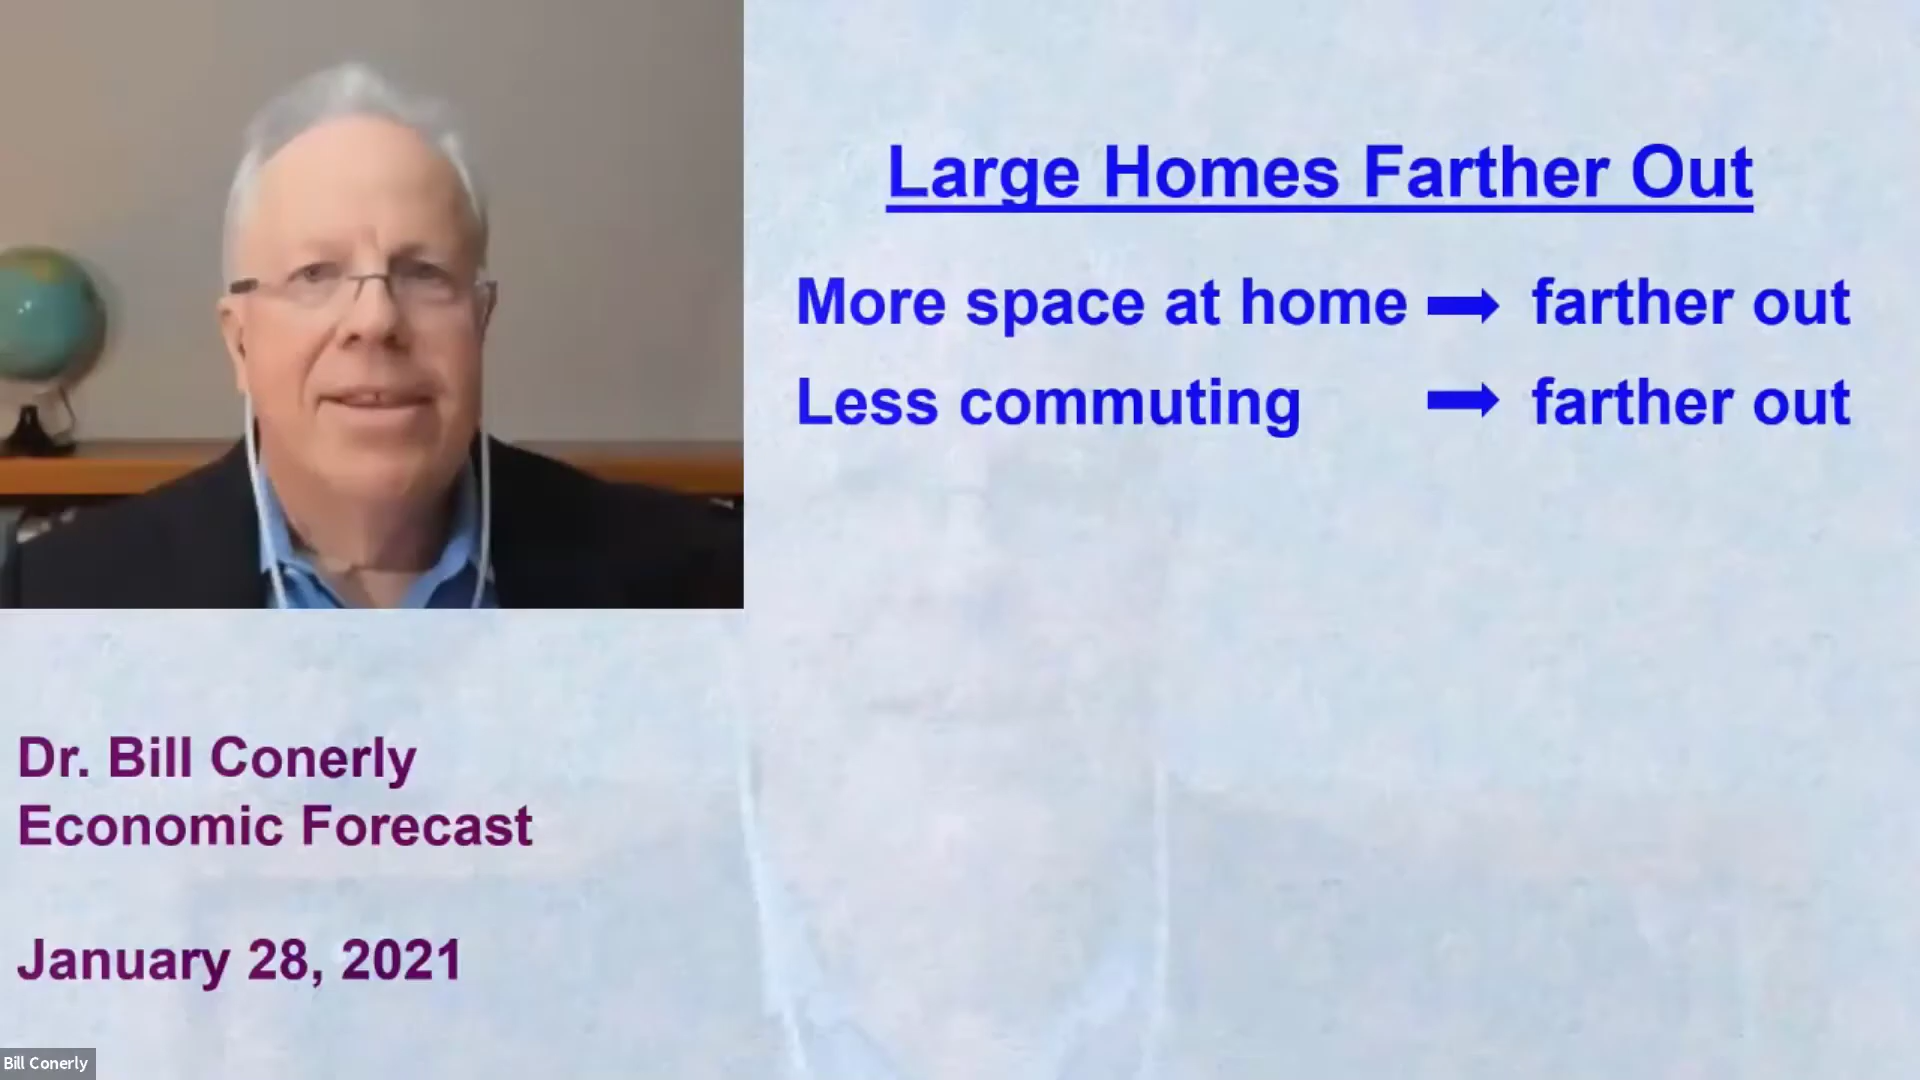 Large Homes Farther Out
More space at home ➡ farther out
Less commuting ➡ farther out
Dr. Bill Conerly
Economic Forecast
January 28, 2021
Bill Conerly